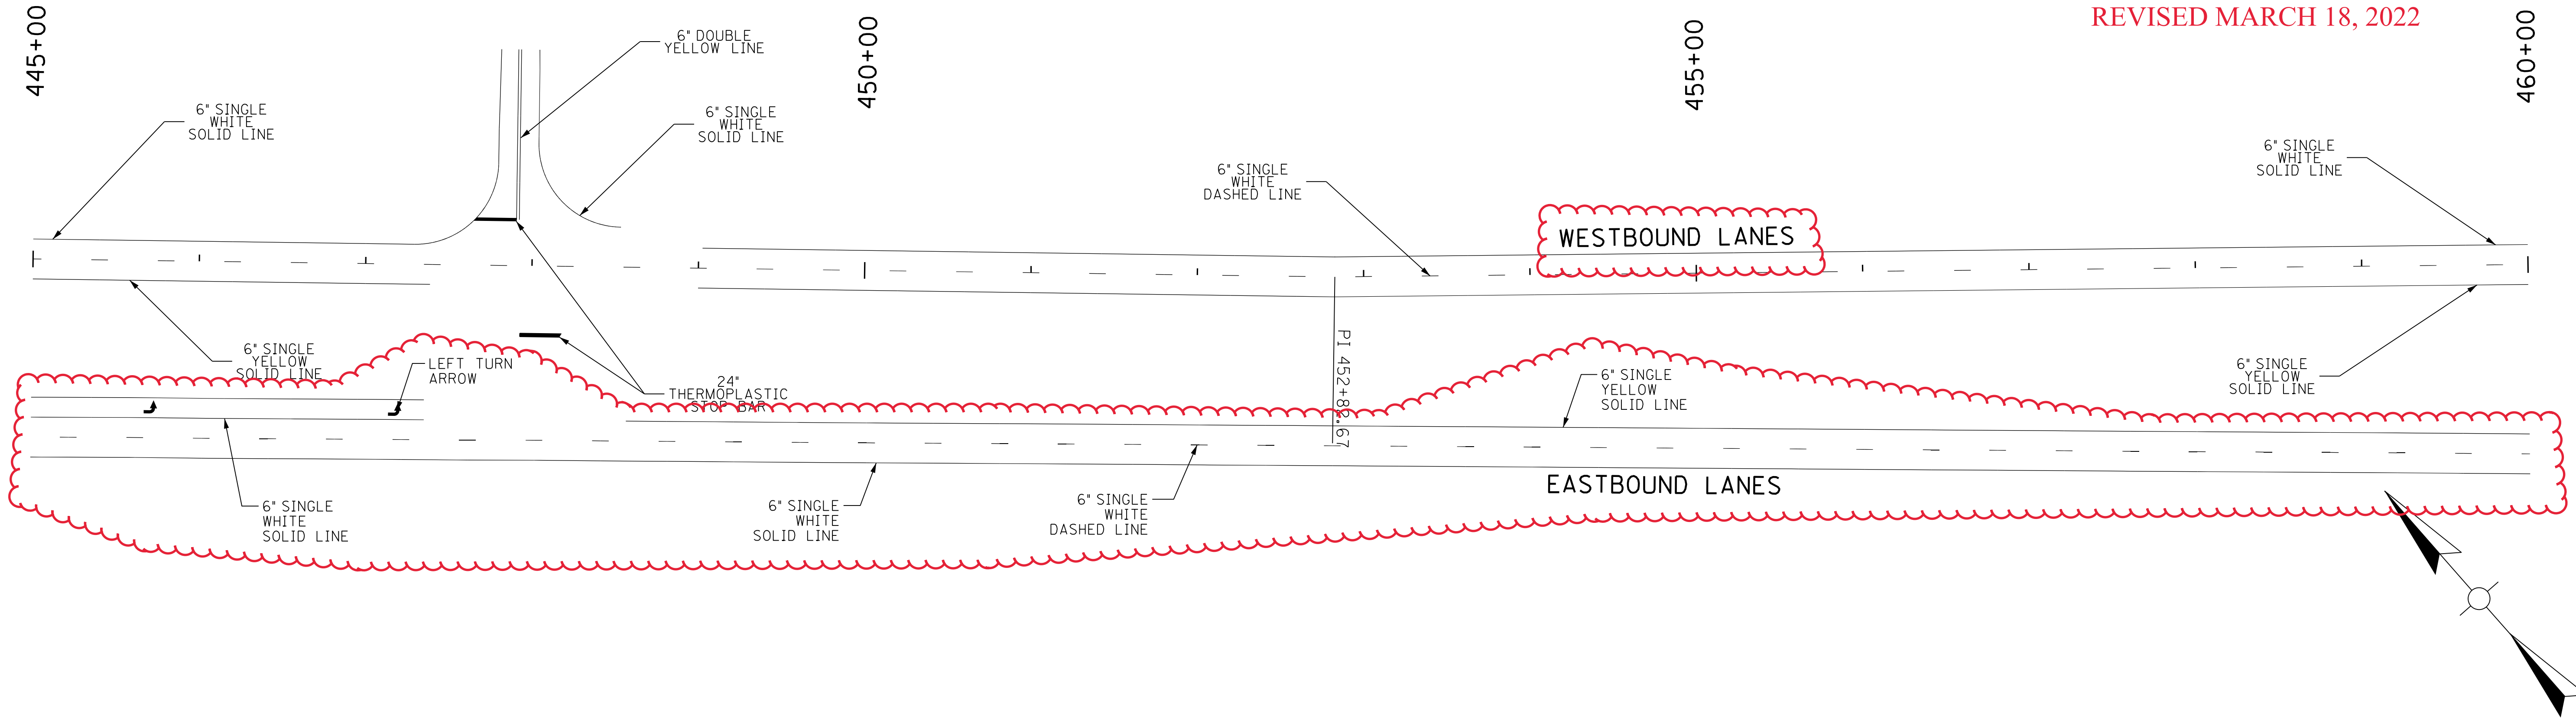 REVISED MARCH 18, 2022
445+00
450+00
455+00
460+00
6" DOUBLE
YELLOW LINE
6" SINGLE
WHITE
SOLID LINE
6" SINGLE
WHITE
SOLID LINE
6" SINGLE
WHITE
DASHED LINE
6" SINGLE
WHITE
SOLID LINE
WESTBOUND LANES
6" SINGLE
YELLOW
SOLID LINE
LEFT TURN
ARROW
24"
THERMOPLASTIC
STOP BAR
PI 452+82.67
6" SINGLE
YELLOW
SOLID LINE
6" SINGLE
YELLOW
SOLID LINE
6" SINGLE
WHITE
SOLID LINE
6" SINGLE
WHITE
SOLID LINE
6" SINGLE
WHITE
DASHED LINE
EASTBOUND LANES